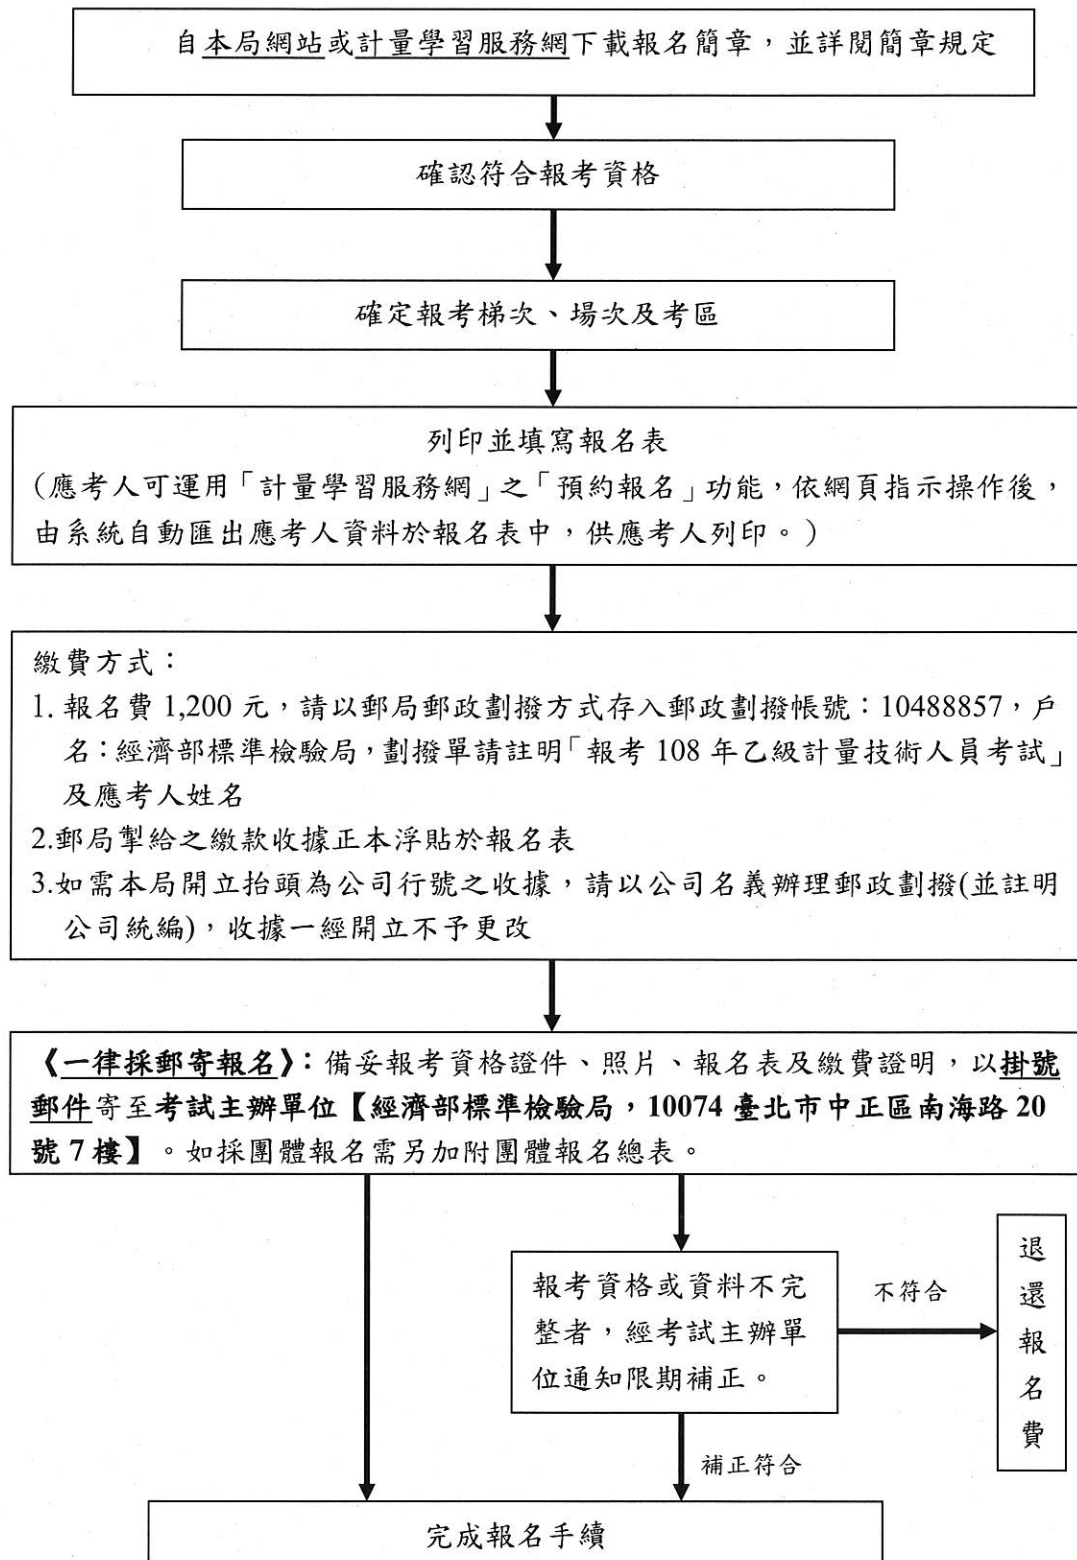 自本局網站或計量學習服務網下載報名簡章，並詳閱簡章規定
確認符合報考資格
確定報考梯次、場次及考區
列印並填寫報名表
（應考人可運用「計量學習服務網」之「預約報名」功能，依網頁指示操作後，
由系統自動匯出應考人資料於報名表中，供應考人列印。）
繳費方式：
1. 報名費 1,200 元，請以郵局郵政劃撥方式存入郵政劃撥帳號：10488857，戶
名：經濟部標準檢驗局，劃撥單請註明「報考 108 年乙級計量技術人員考試」
及應考人姓名
2.郵局掣給之繳款收據正本浮貼於報名表
3.如需本局開立抬頭為公司行號之收據，請以公司名義辦理郵政劃撥(並註明
公司統編)，收據一經開立不予更改
《一律採郵寄報名》：備妥報考資格證件、照片、報名表及繳費證明，以掛號
郵件寄至考試主辦單位【經濟部標準檢驗局，10074 臺北市中正區南海路 20
號 7 樓】。如採團體報名需另加附團體報名總表。
報考資格或資料不完
整者，經考試主辦單
位通知限期補正。
不符合
退還報名費
補正符合
完成報名手續